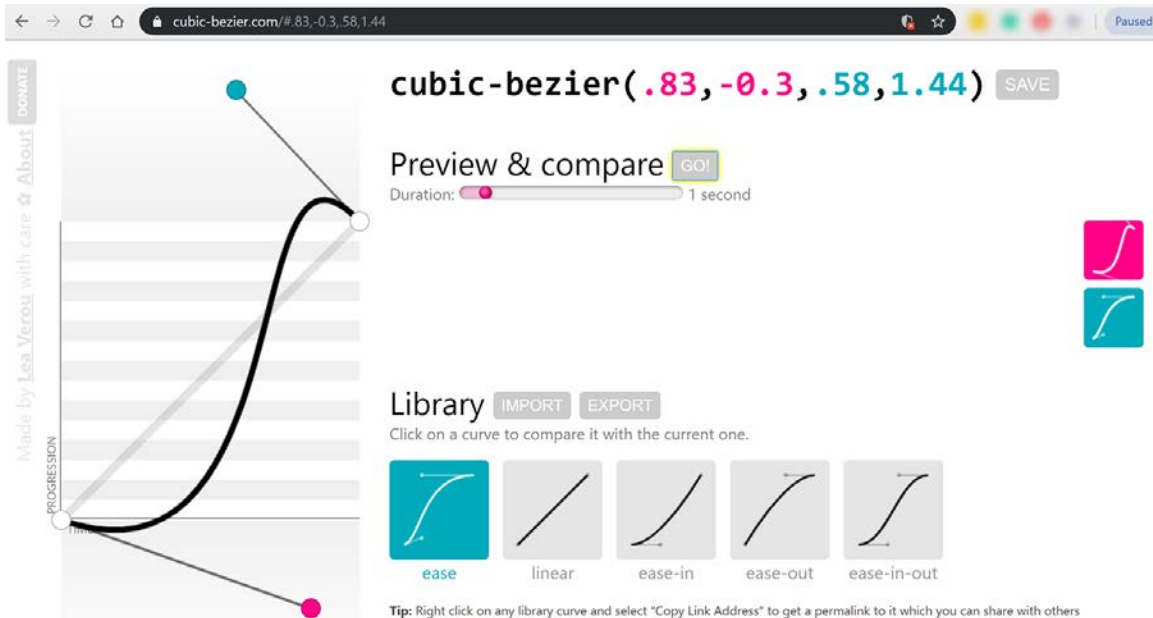 cubic-bezier.com/#.83,-0.3,.58,1.44
Paused
DONATE
Made by Lea Verou with care ✿ About
PROGRESSION
TIME
cubic-bezier(.83,-0.3,.58,1.44) SAVE
Preview & compare GO!
Duration: 1 second
Library IMPORT EXPORT
Click on a curve to compare it with the current one.
ease linear ease-in ease-out ease-in-out
Tip: Right click on any library curve and select "Copy Link Address" to get a permalink to it which you can share with others